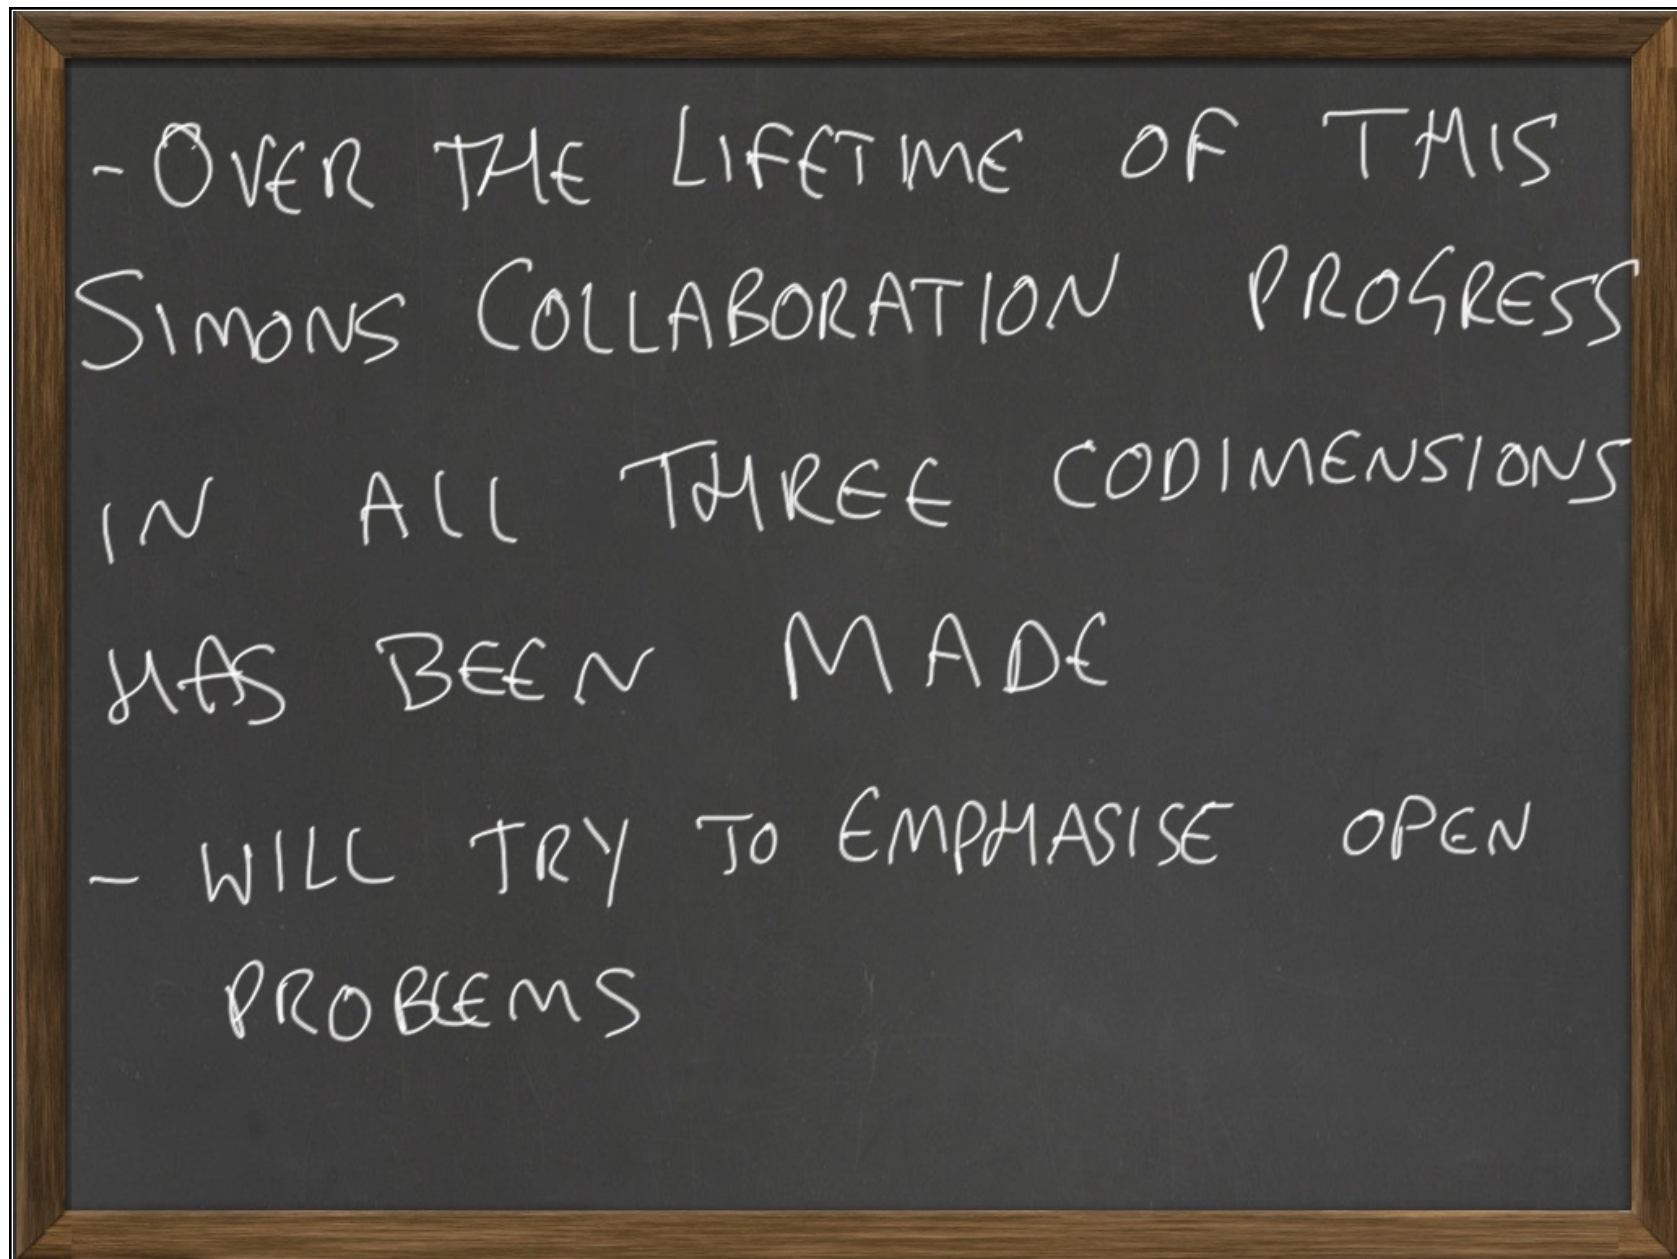 - OVER THE LIFETIME OF THIS
SIMONS COLLABORATION PROGRESS
IN ALL THREE CODIMENSIONS
HAS BEEN MADE
- WILL TRY TO EMPHASISE OPEN
PROBLEMS